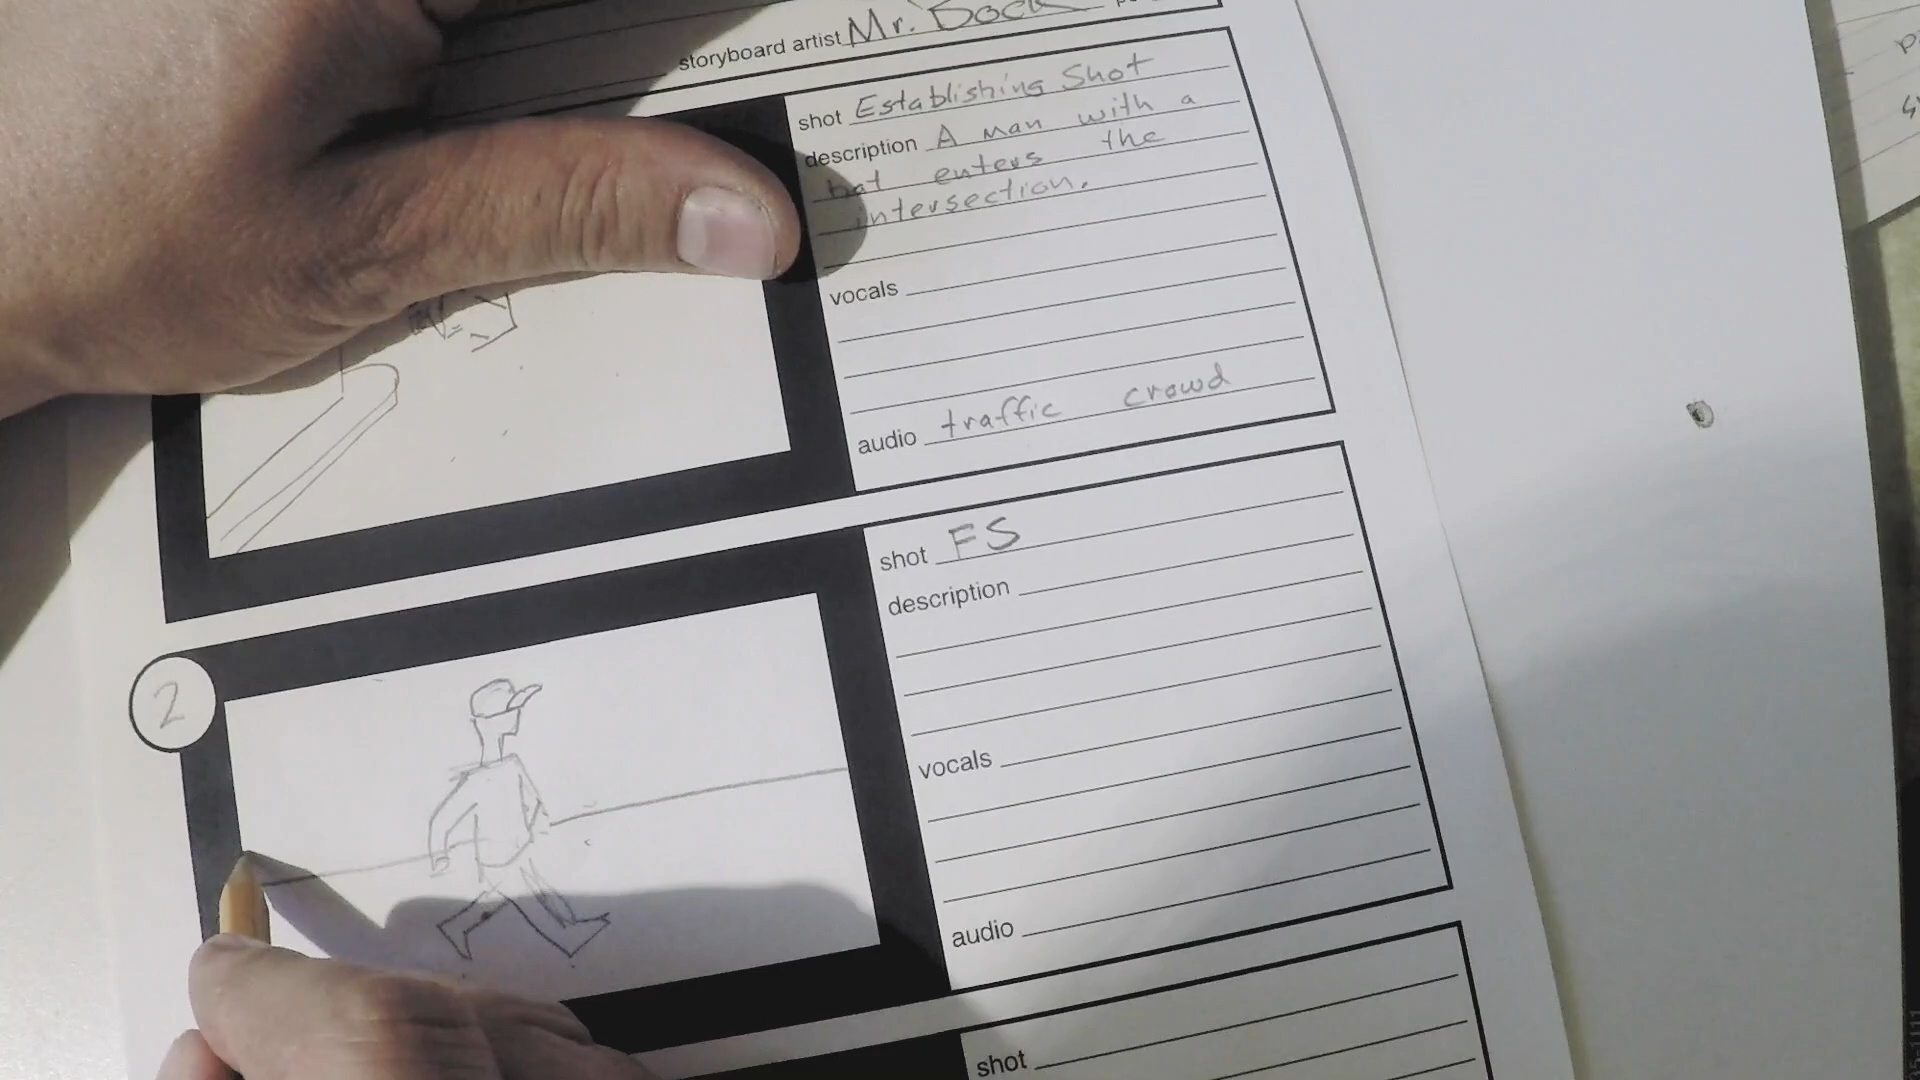 storyboard artist Mr.
shot Establishing Shot
description A man with a
hat enters the
intersection.
vocals
audio traffic crowd
2
shot FS
description
vocals
audio
shot